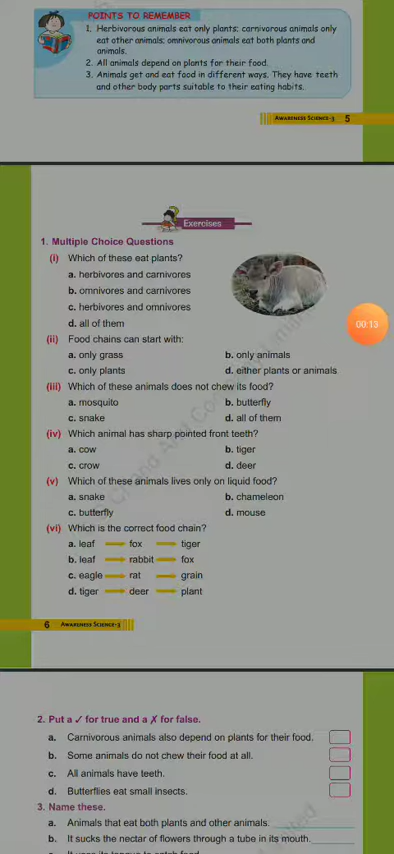 POINTS TO REMEMBER
1. Herbivorous animals eat only plants; carnivorous animals only
eat other animals; omnivorous animals eat both plants and
animals.
2. All animals depend on plants for their food.
3. Animals get and eat food in different ways. They have teeth
and other body parts suitable to their eating habits.
AWARENESS SCIENCE-3 5
Exercises
1. Multiple Choice Questions
(i) Which of these eat plants?
a. herbivores and carnivores
b. omnivores and carnivores
c. herbivores and omnivores
d. all of them
00:13
(ii) Food chains can start with:
a. only grass b. only animals
c. only plants d. either plants or animals
(iii) Which of these animals does not chew its food?
a. mosquito b. butterfly
c. snake d. all of them
(iv) Which animal has sharp pointed front teeth?
a. cow b. tiger
c. crow d. deer
(v) Which of these animals lives only on liquid food?
a. snake b. chameleon
c. butterfly d. mouse
(vi) Which is the correct food chain?
a. leaf fox tiger
b. leaf rabbit fox
c. eagle rat grain
d. tiger deer plant
6 AWARENESS SCIENCE-3
2. Put a ✓ for true and a ✗ for false.
a. Carnivorous animals also depend on plants for their food.
b. Some animals do not chew their food at all.
c. All animals have teeth.
d. Butterflies eat small insects.
3. Name these.
a. Animals that eat both plants and other animals.
b. It sucks the nectar of flowers through a tube in its mouth.